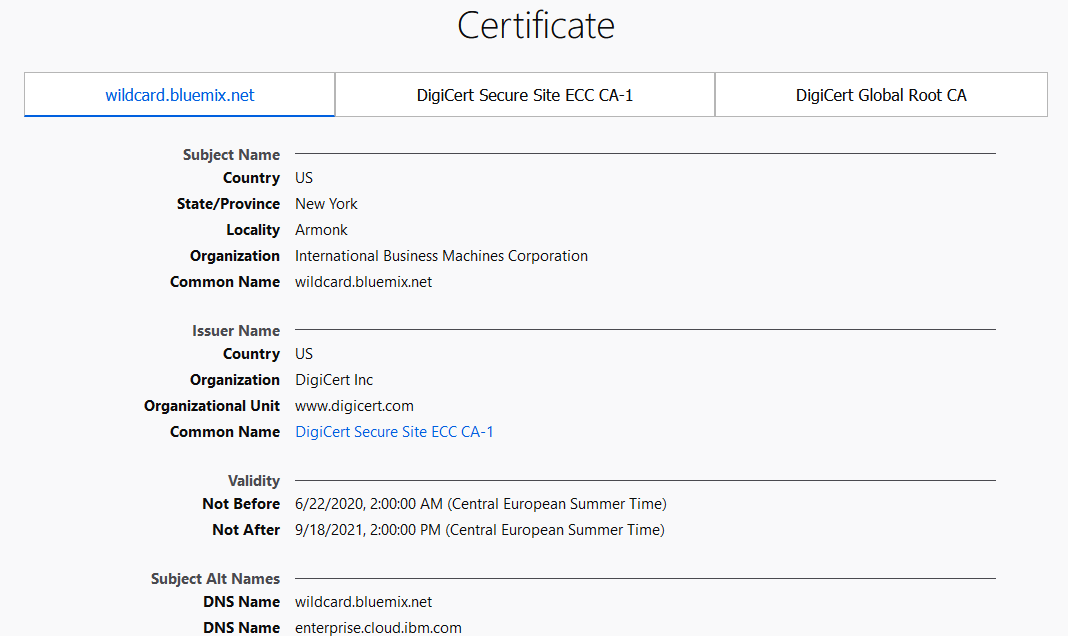 Certificate
wildcard.bluemix.net DigiCert Secure Site ECC CA-1 DigiCert Global Root CA
Subject Name
Country US
State/Province New York
Locality Armonk
Organization International Business Machines Corporation
Common Name wildcard.bluemix.net
Issuer Name
Country US
Organization DigiCert Inc
Organizational Unit www.digicert.com
Common Name DigiCert Secure Site ECC CA-1
Validity
Not Before 6/22/2020, 2:00:00 AM (Central European Summer Time)
Not After 9/18/2021, 2:00:00 PM (Central European Summer Time)
Subject Alt Names
DNS Name wildcard.bluemix.net
DNS Name enterprise.cloud.ibm.com